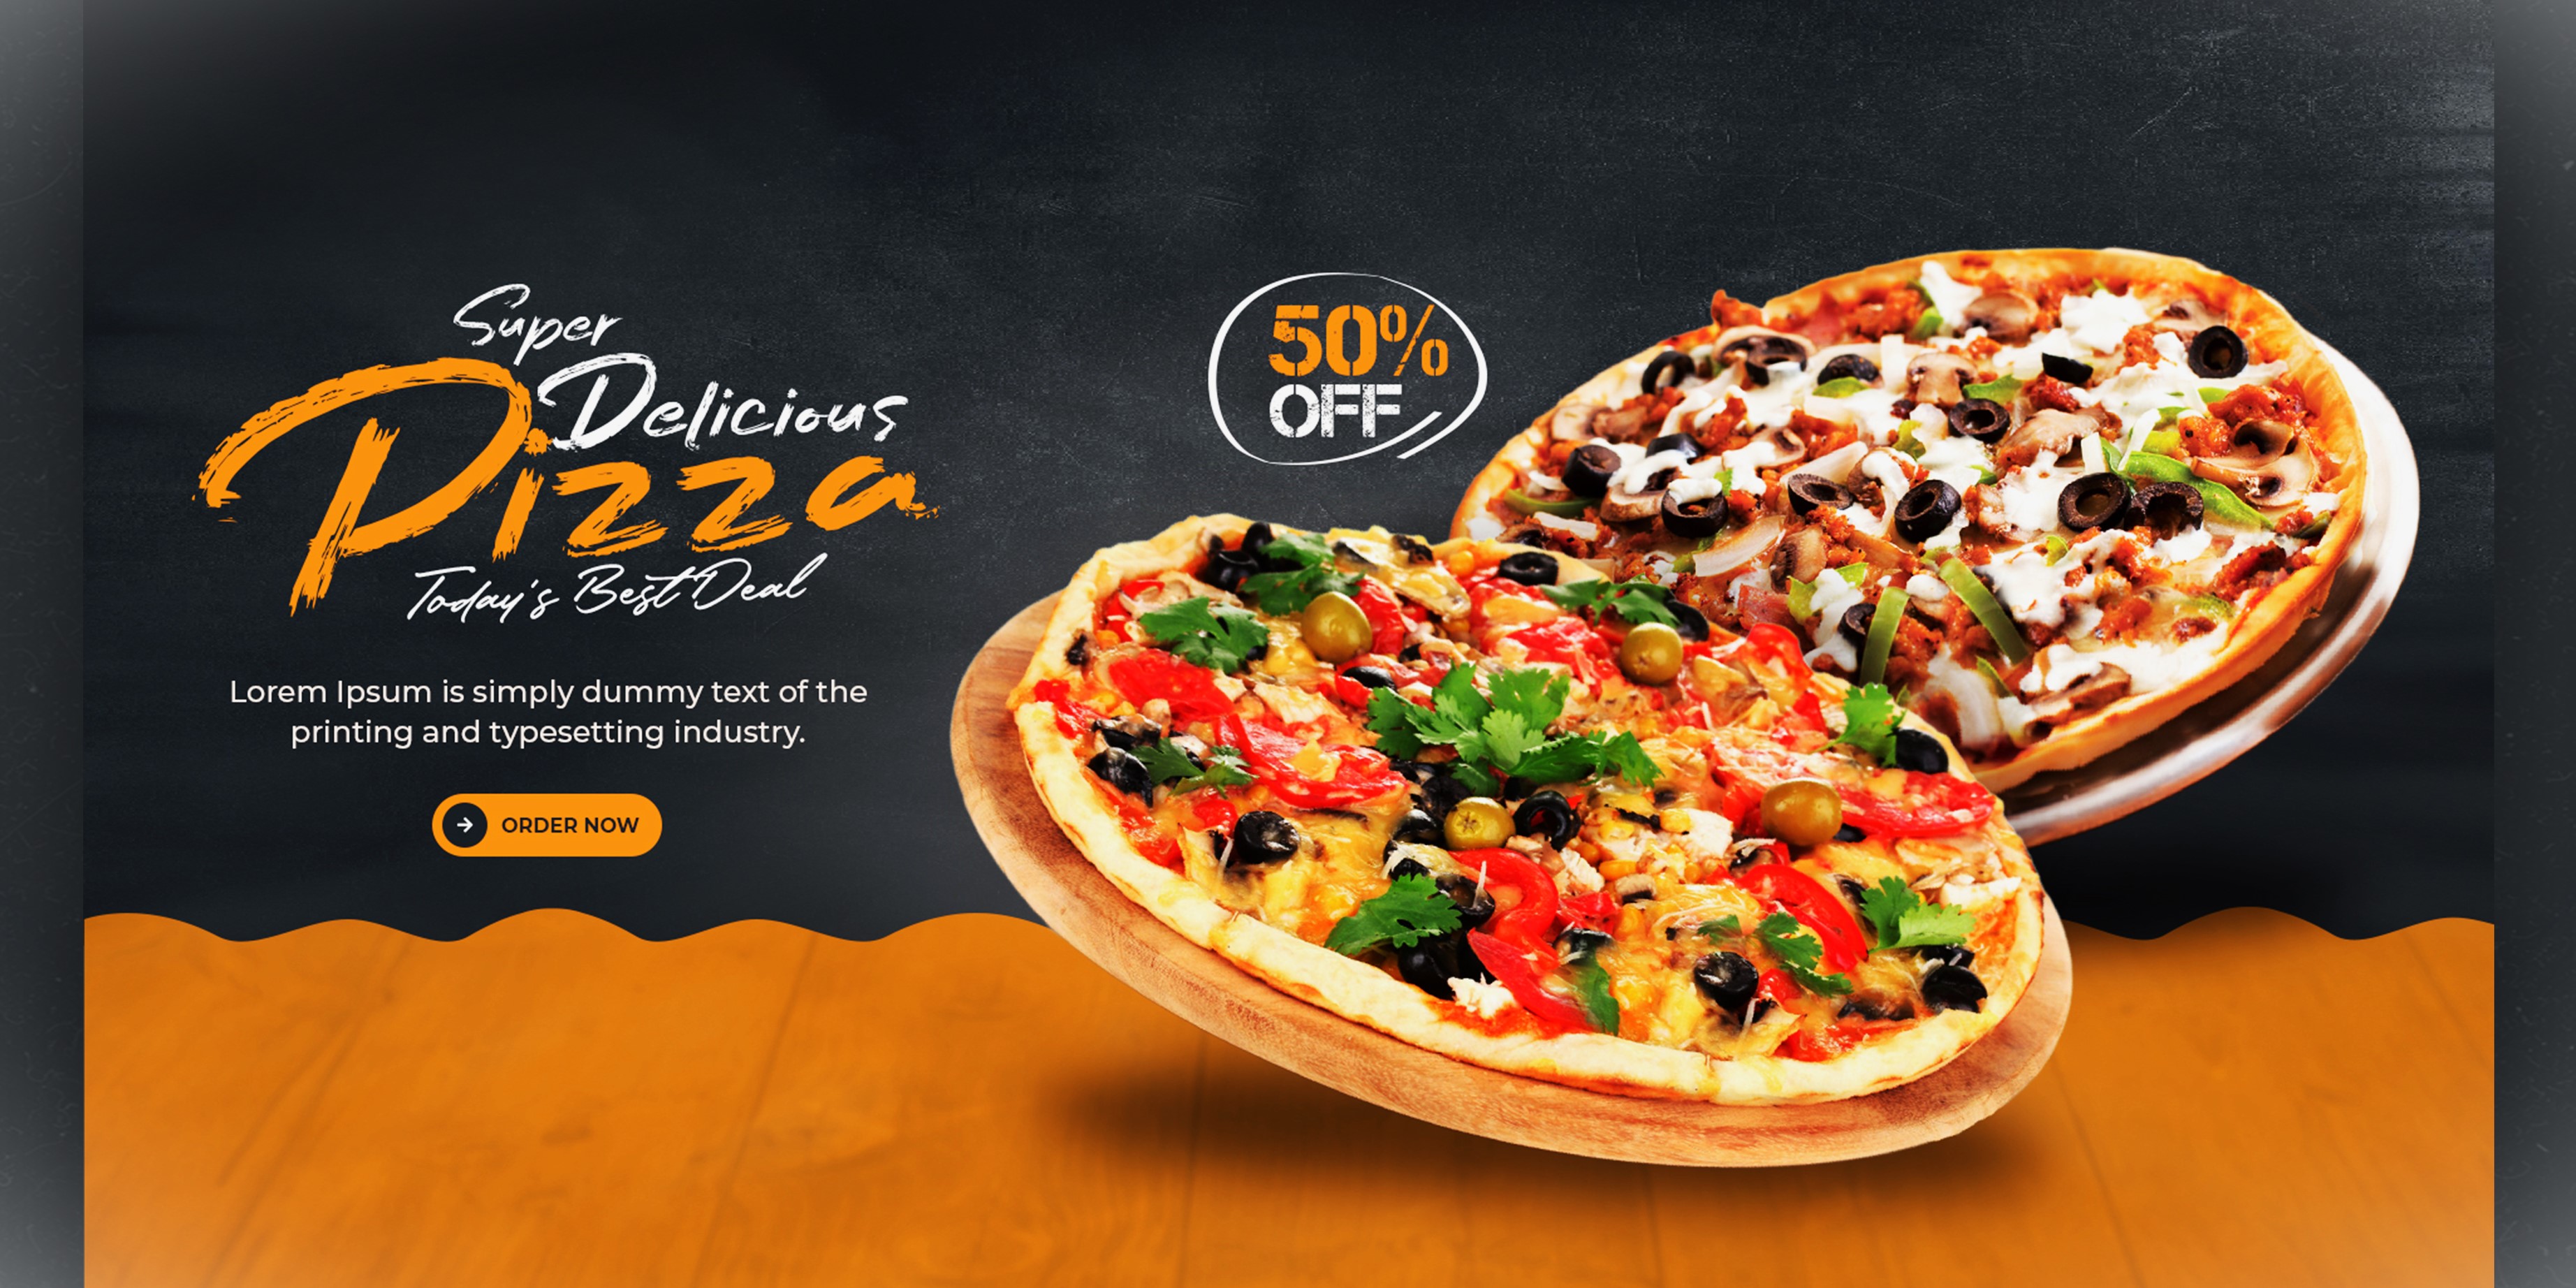 Super
Delicious
Pizza
Today's Best Deal
Lorem Ipsum is simply dummy text of the
printing and typesetting industry.
ORDER NOW
50%
OFF